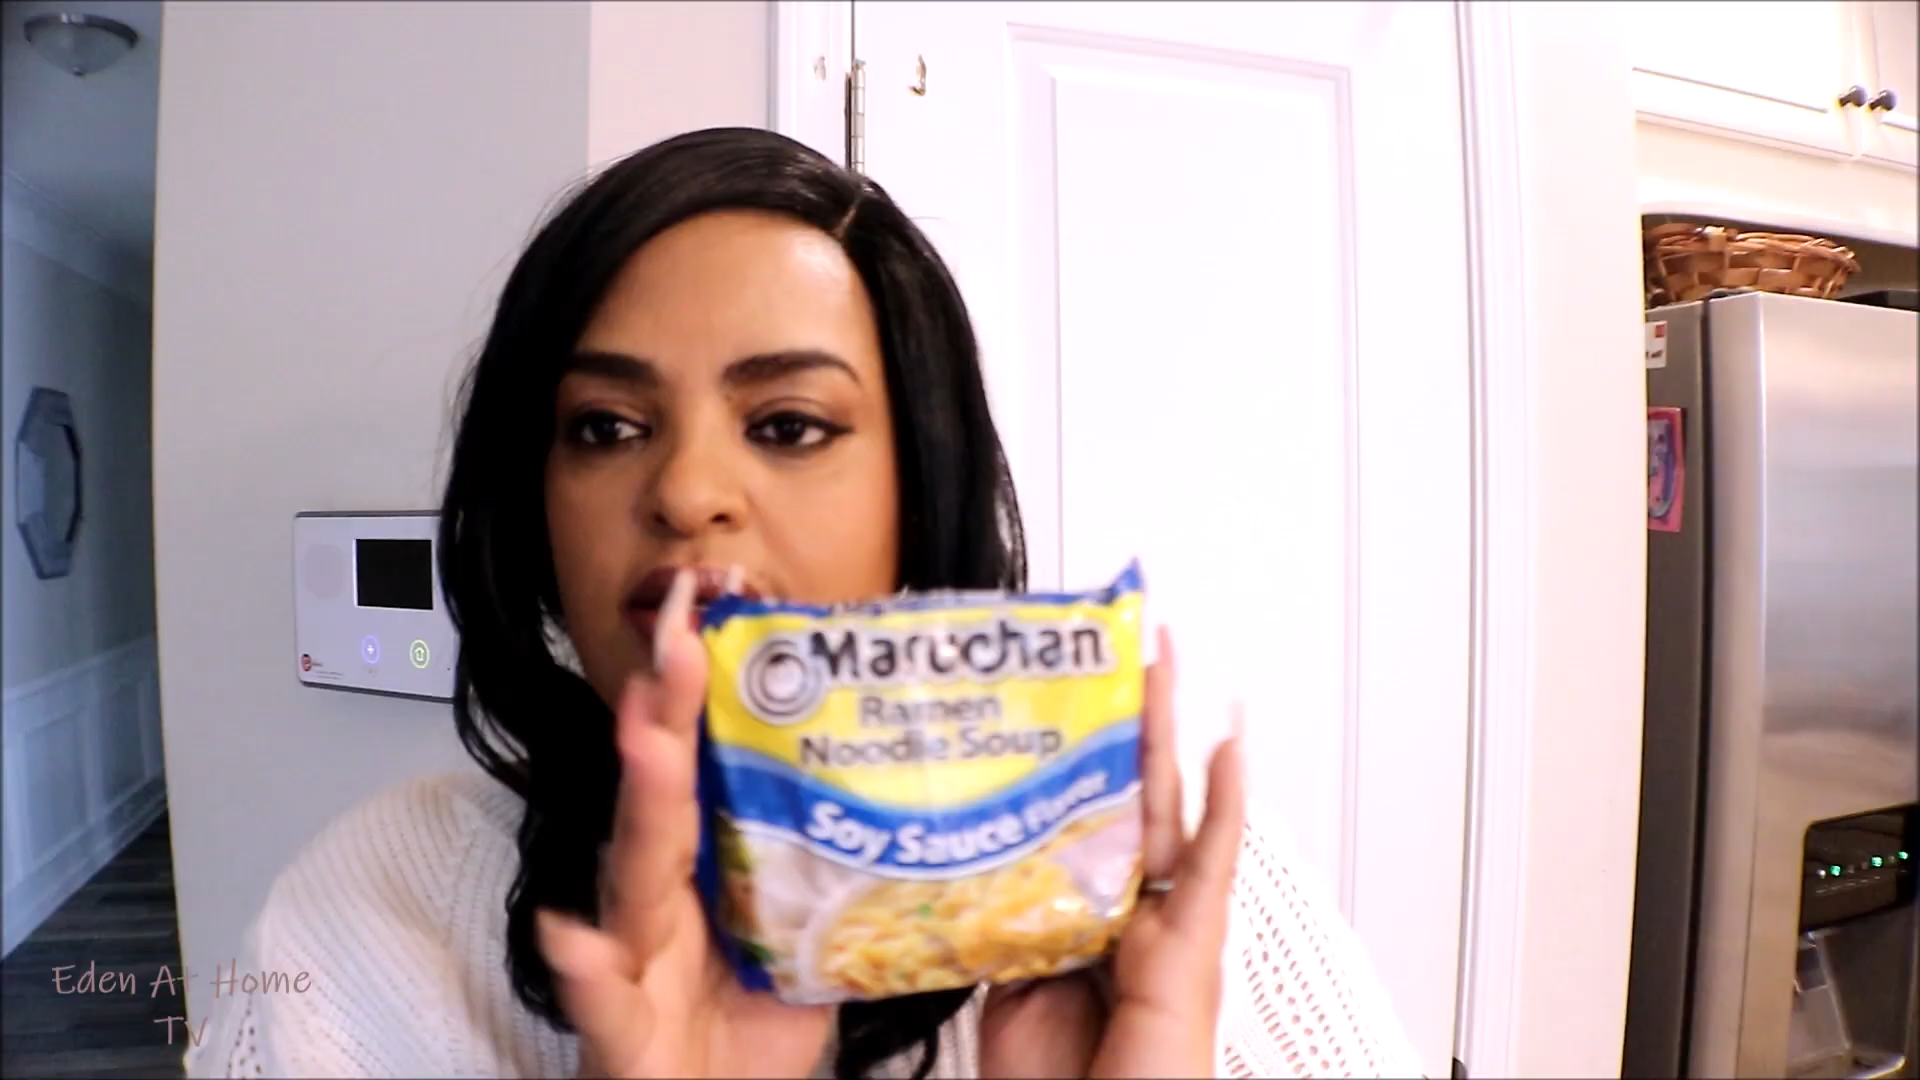 Maruchan
Ramen
Noodle Soup
Soy Sauce Flavor
Eden At Home
TV